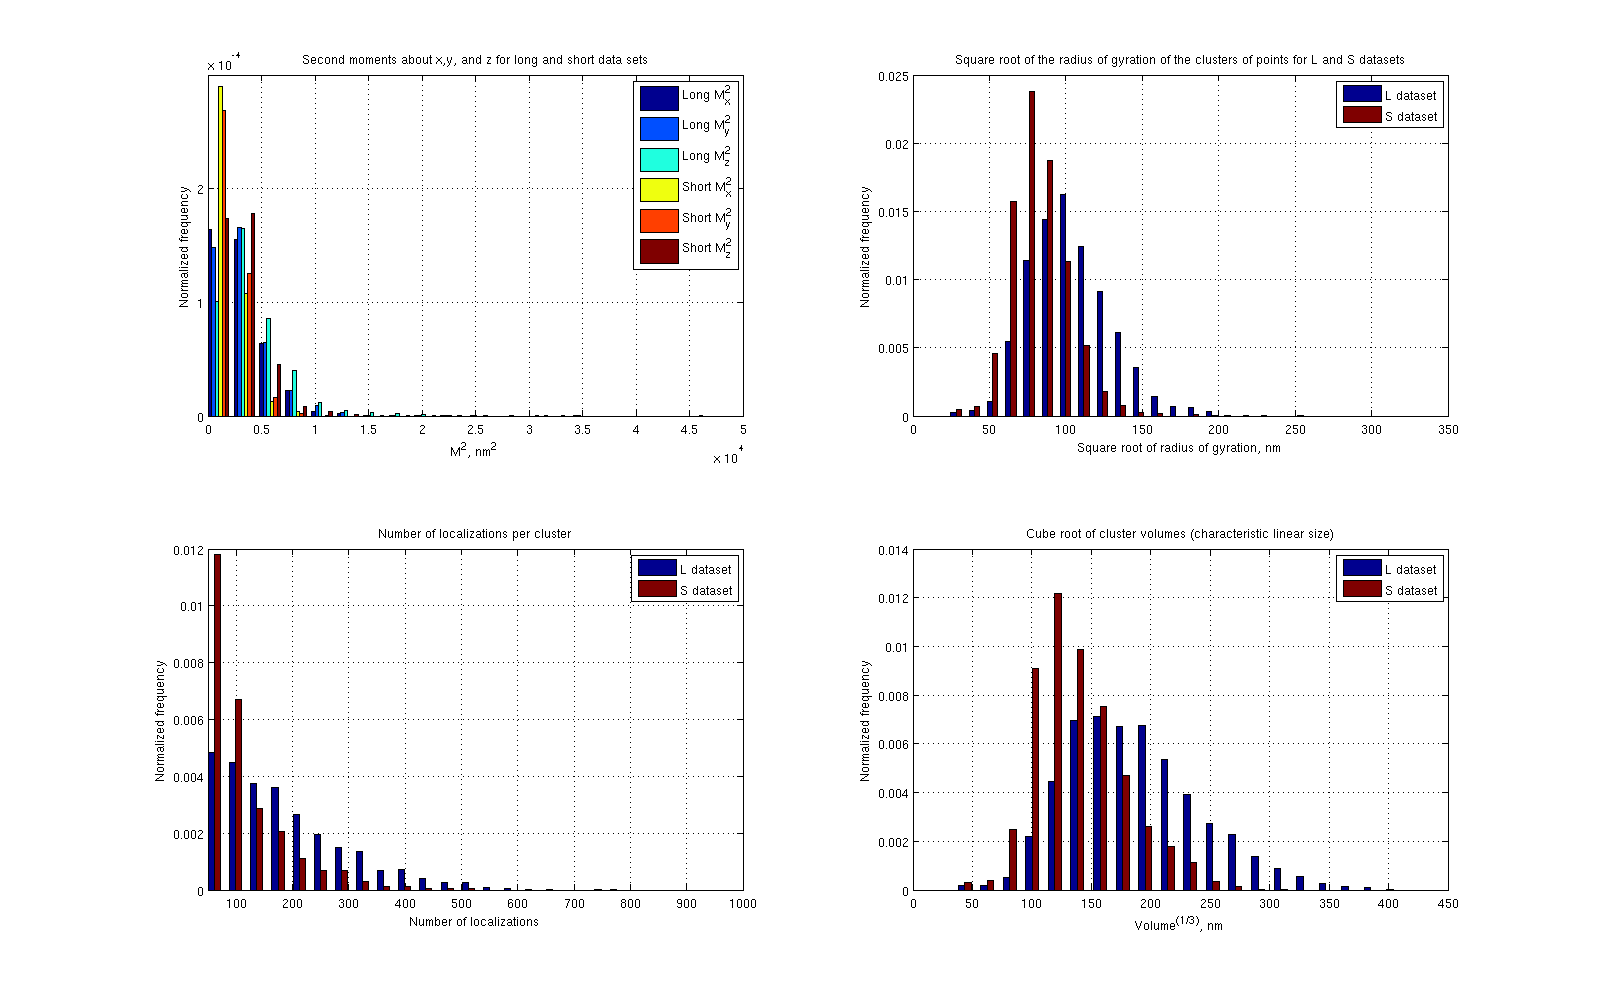 Second moments about x,y, and z for long and short data sets
× 10^-4
Long M_x^2
Long M_y^2
Long M_z^2
Short M_x^2
Short M_y^2
Short M_z^2
2
1
0
Normalized frequency
0 0.5 1 1.5 2 2.5 3 3.5 4 4.5 5
M^2, nm^2
× 10^4
Square root of the radius of gyration of the clusters of points for L and S datasets
L dataset
S dataset
0.025
0.02
0.015
0.01
0.005
0
Normalized frequency
0 50 100 150 200 250 300 350
Square root of radius of gyration, nm
Number of localizations per cluster
L dataset
S dataset
0.012
0.01
0.008
0.006
0.004
0.002
0
Normalized frequency
100 200 300 400 500 600 700 800 900 1000
Number of localizations
Cube root of cluster volumes (characteristic linear size)
L dataset
S dataset
0.014
0.012
0.01
0.008
0.006
0.004
0.002
0
Normalized frequency
0 50 100 150 200 250 300 350 400 450
Volume^(1/3), nm